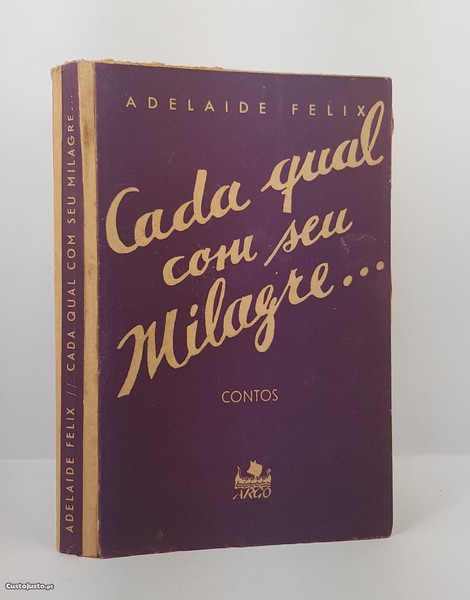 ADELAIDE FELIX
Cada qual
com seu
Milagre...
CONTOS
ARGO
ADELAIDE FELIX // CADA QUAL COM SEU MILAGRE...
CustoJusto.pt